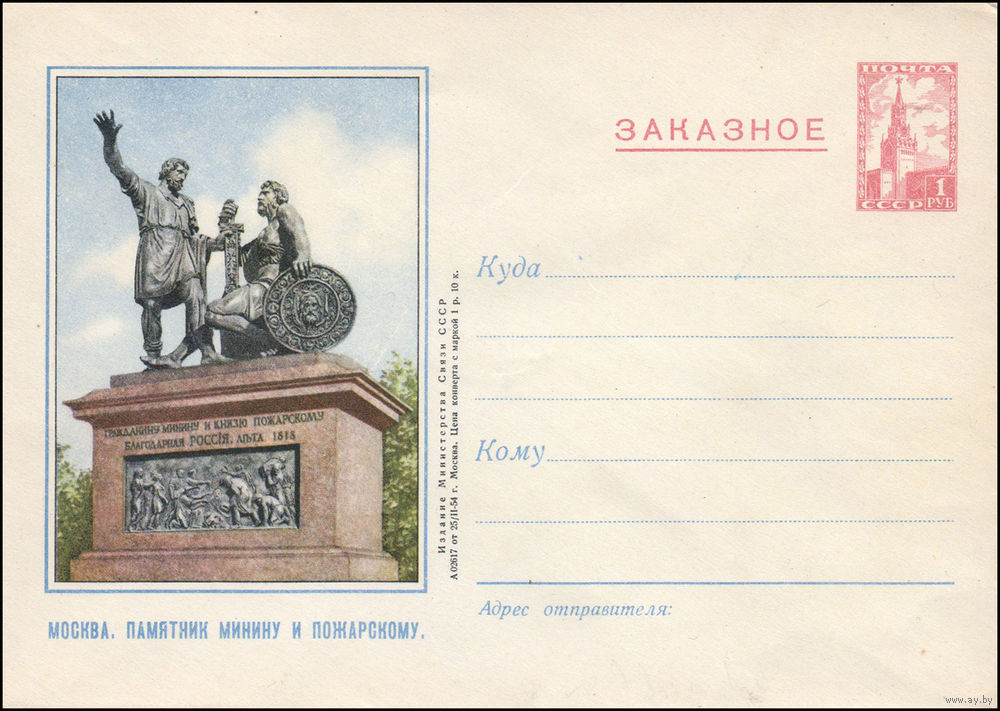 ПОЧТА
ЗАКАЗНОЕ
1
РУБ
СССР
Куда
Кому
Адрес отправителя:
Издание Министерства Связи СССР
А 02617 от 25/II-54 г. Москва. Цена конверта с маркой 1 р. 10 к.
ГРАЖДАНИНУ МИНИНУ И КНЯЗЮ ПОЖАРСКОМУ
БЛАГОДАРНАЯ РОССІЯ. ЛѢТА 1818
МОСКВА. ПАМЯТНИК МИНИНУ И ПОЖАРСКОМУ.
www.ay.by